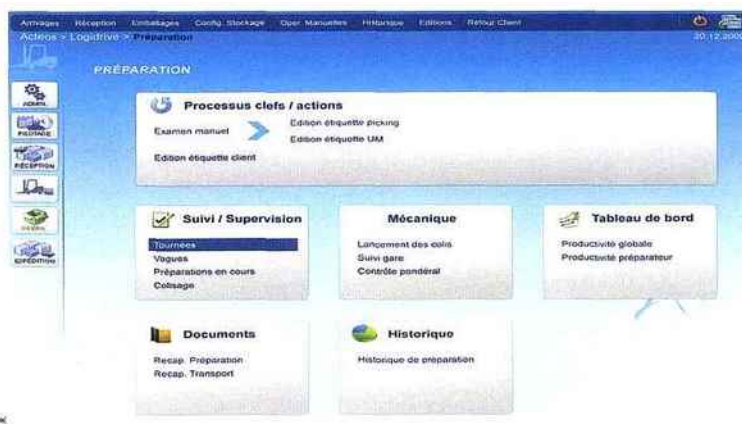 Arrivages Réception Emballages Config. Stockage Oper. Manuelles Historique Editions Retour Client
Acteos > Logidrive > Préparation
20.12.2009
PRÉPARATION
ADMIN.
PILOTAGE
RÉCEPTION
EXPÉDITION
Processus clefs / actions
Examen manuel
Edition étiquette picking
Edition étiquette UM
Edition étiquette client
Suivi / Supervision
Tournées
Vagues
Préparations en cours
Colisage
Mécanique
Lancement des colis
Suivi gare
Contrôle pondéral
Tableau de bord
Productivité globale
Productivité préparateur
Documents
Recap. Préparation
Recap. Transport
Historique
Historique de préparation